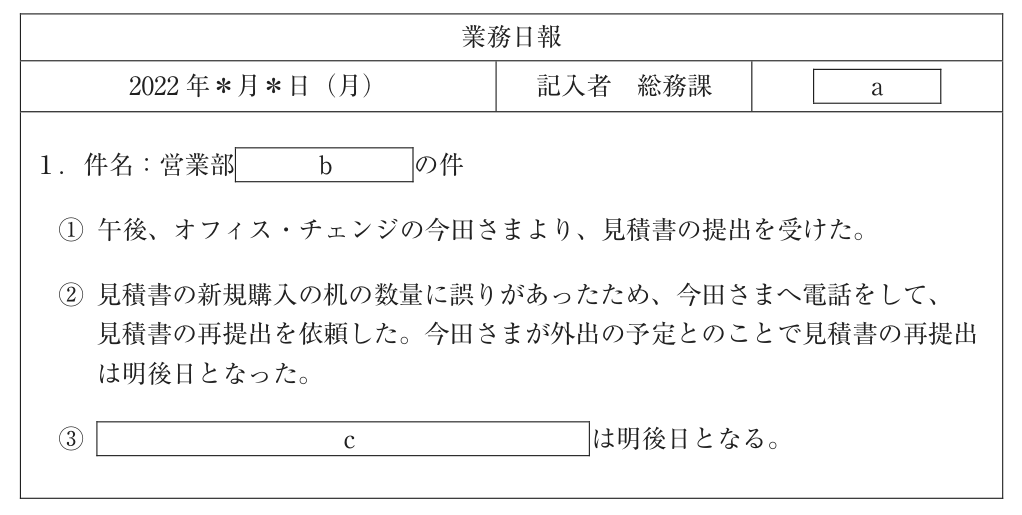 業務日報
2022年＊月＊日（月） 記入者　総務課 a
1．件名：営業部 b の件
① 午後、オフィス・チェンジの今田さまより、見積書の提出を受けた。
② 見積書の新規購入の机の数量に誤りがあったため、今田さまへ電話をして、
見積書の再提出を依頼した。今田さまが外出の予定とのことで見積書の再提出
は明後日となった。
③ c は明後日となる。